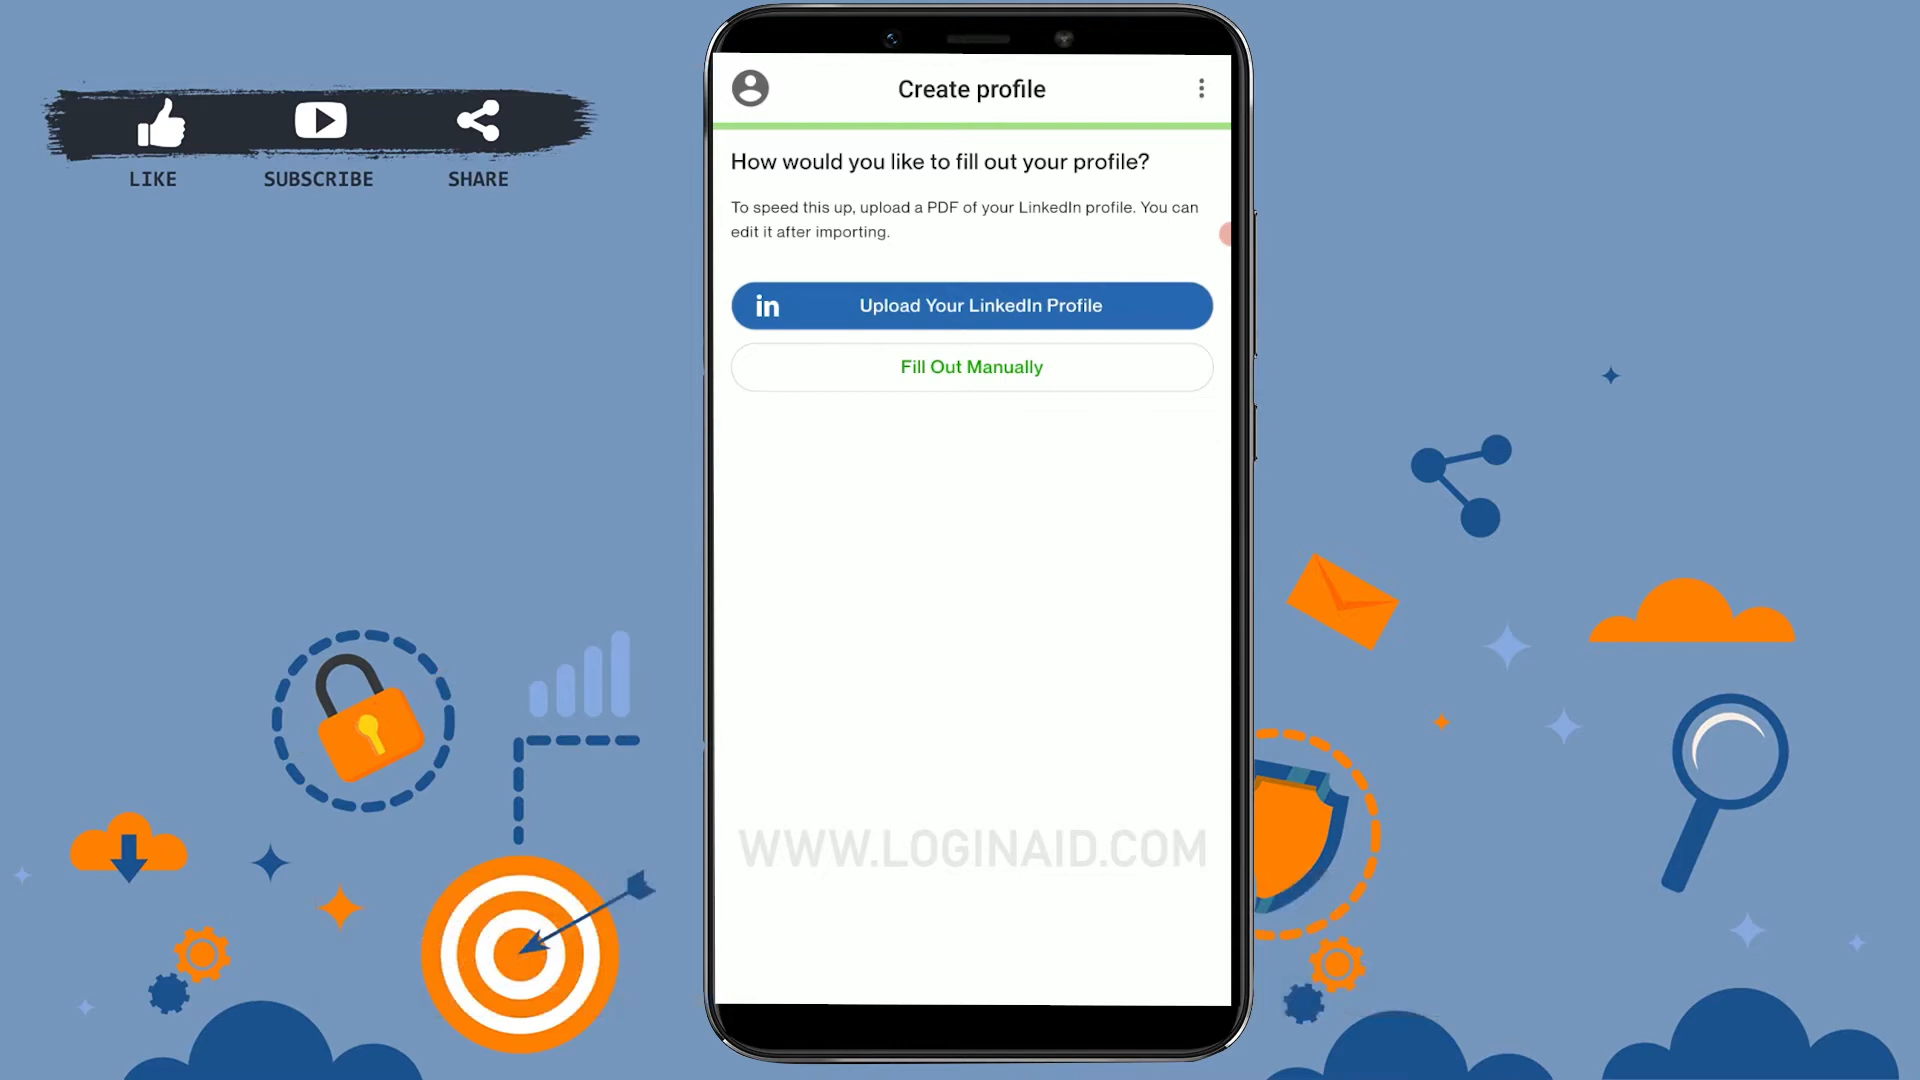 LIKE
SUBSCRIBE
SHARE
Create profile
How would you like to fill out your profile?
To speed this up, upload a PDF of your LinkedIn profile. You can
edit it after importing.
in
Upload Your LinkedIn Profile
Fill Out Manually
WWW.LOGINAID.COM